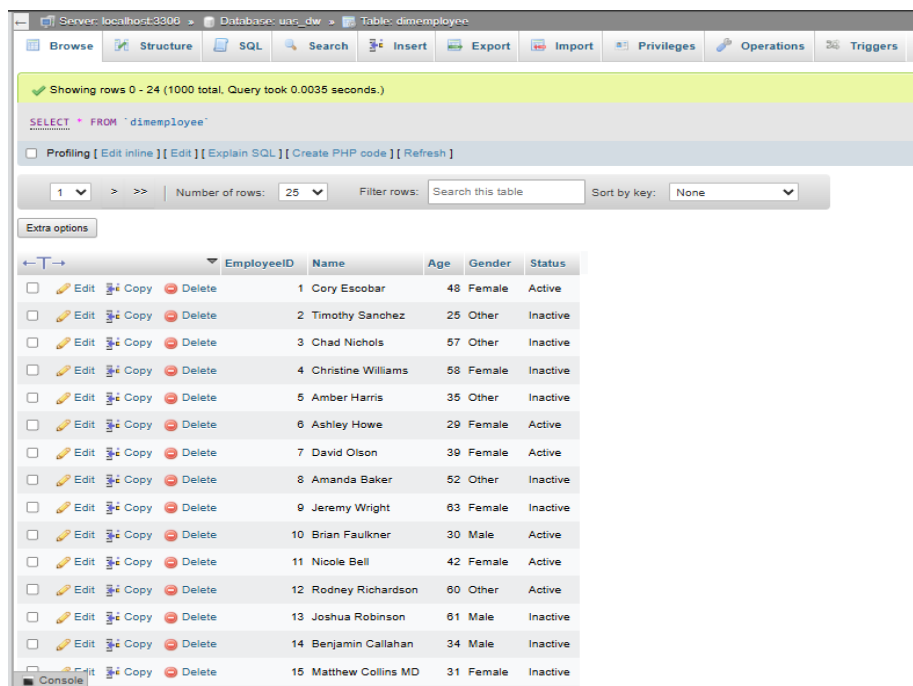 Server: localhost:3306 » Database: uas_dw » Table: dimemployee
Browse Structure SQL Search Insert Export Import Privileges Operations Triggers
Showing rows 0 - 24 (1000 total, Query took 0.0035 seconds.)
SELECT * FROM `dimemployee`
Profiling [ Edit inline ] [ Edit ] [ Explain SQL ] [ Create PHP code ] [ Refresh ]
1 > >> Number of rows: 25 Filter rows: Search this table Sort by key: None
Extra options
←T→ EmployeeID Name Age Gender Status
Edit Copy Delete 1 Cory Escobar 48 Female Active
Edit Copy Delete 2 Timothy Sanchez 25 Other Inactive
Edit Copy Delete 3 Chad Nichols 57 Other Inactive
Edit Copy Delete 4 Christine Williams 58 Female Inactive
Edit Copy Delete 5 Amber Harris 35 Other Inactive
Edit Copy Delete 6 Ashley Howe 29 Female Active
Edit Copy Delete 7 David Olson 39 Female Active
Edit Copy Delete 8 Amanda Baker 52 Other Inactive
Edit Copy Delete 9 Jeremy Wright 63 Female Inactive
Edit Copy Delete 10 Brian Faulkner 30 Male Active
Edit Copy Delete 11 Nicole Bell 42 Female Active
Edit Copy Delete 12 Rodney Richardson 60 Other Active
Edit Copy Delete 13 Joshua Robinson 61 Male Inactive
Edit Copy Delete 14 Benjamin Callahan 34 Male Inactive
Edit Copy Delete 15 Matthew Collins MD 31 Female Inactive
Console